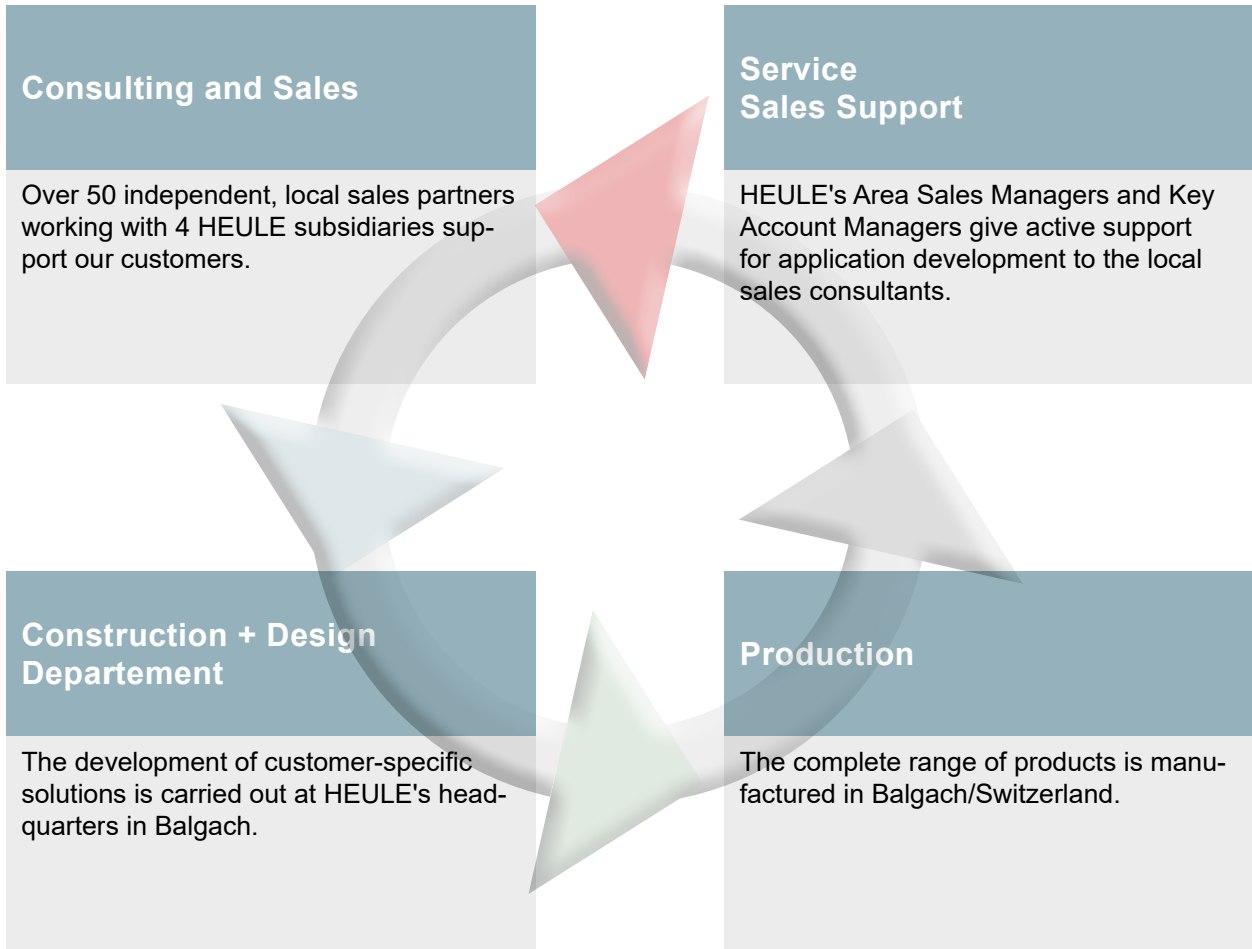 Consulting and Sales
Over 50 independent, local sales partners
working with 4 HEULE subsidiaries sup-
port our customers.
Service
Sales Support
HEULE's Area Sales Managers and Key
Account Managers give active support
for application development to the local
sales consultants.
Construction + Design
Departement
The development of customer-specific
solutions is carried out at HEULE's head-
quarters in Balgach.
Production
The complete range of products is manu-
factured in Balgach/Switzerland.